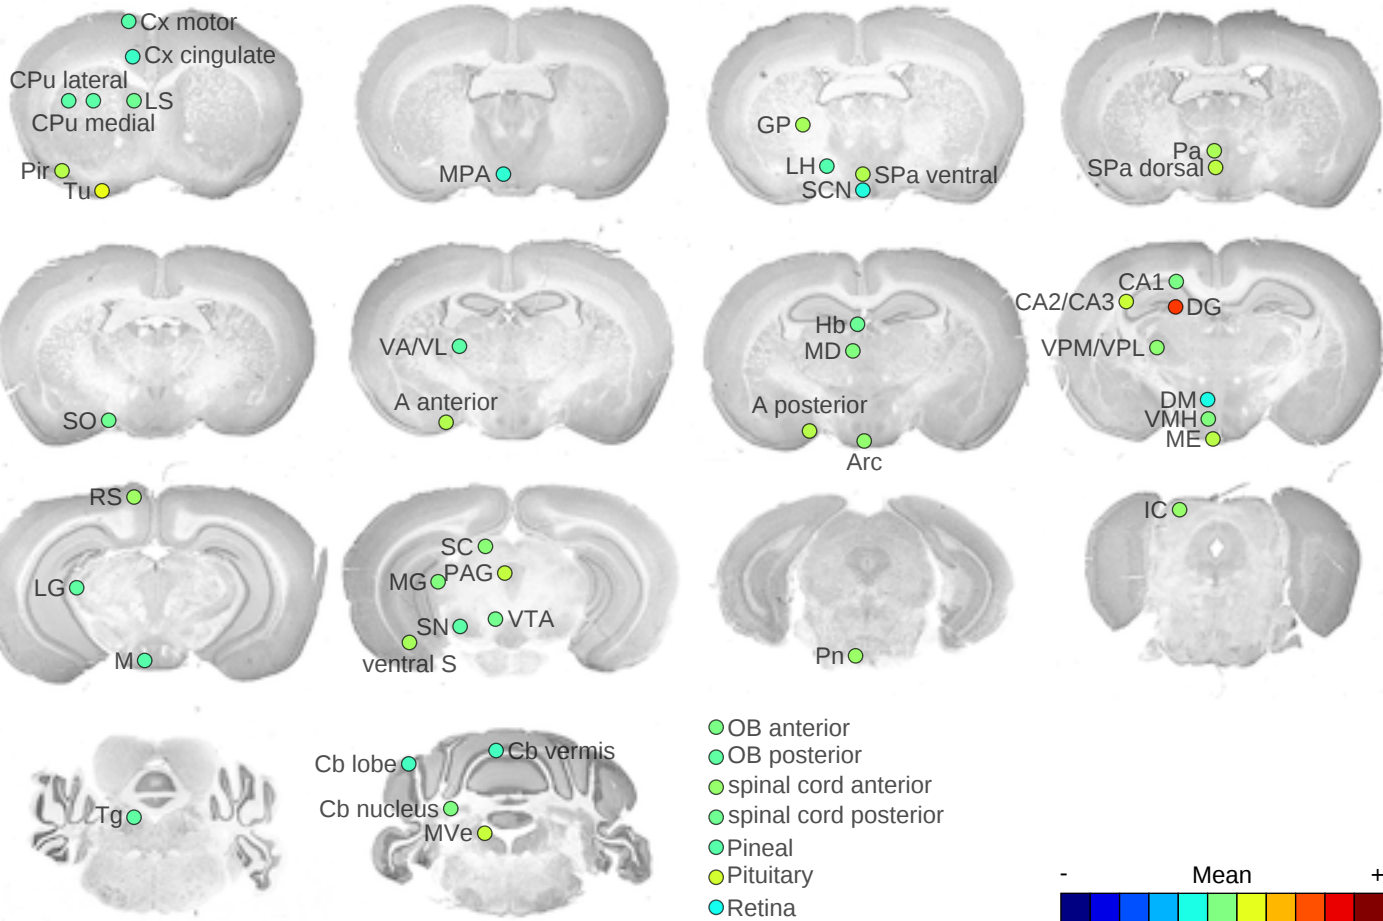 Cx motor
Cx cingulate
CPu lateral
LS
CPu medial
Pir
Tu
MPA
GP
LH
SPa ventral
SCN
Pa
SPa dorsal
SO
VA/VL
A anterior
Hb
MD
A posterior
Arc
CA1
CA2/CA3
DG
VPM/VPL
DM
VMH
ME
RS
LG
M
SC
PAG
MG
SN
VTA
ventral S
Pn
IC
Tg
Cb lobe
Cb vermis
Cb nucleus
MVe
OB anterior
OB posterior
spinal cord anterior
spinal cord posterior
Pineal
Pituitary
Retina
- Mean +